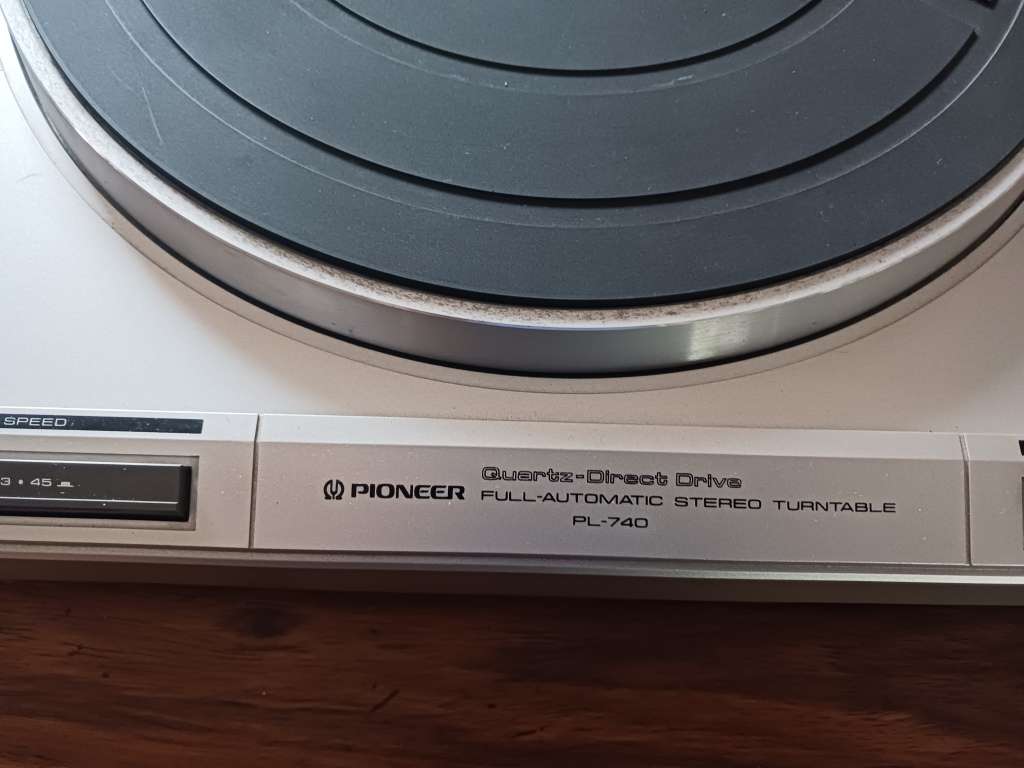 SPEED
3 • 45
PIONEER
Quartz-Direct Drive
FULL-AUTOMATIC STEREO TURNTABLE
PL-740